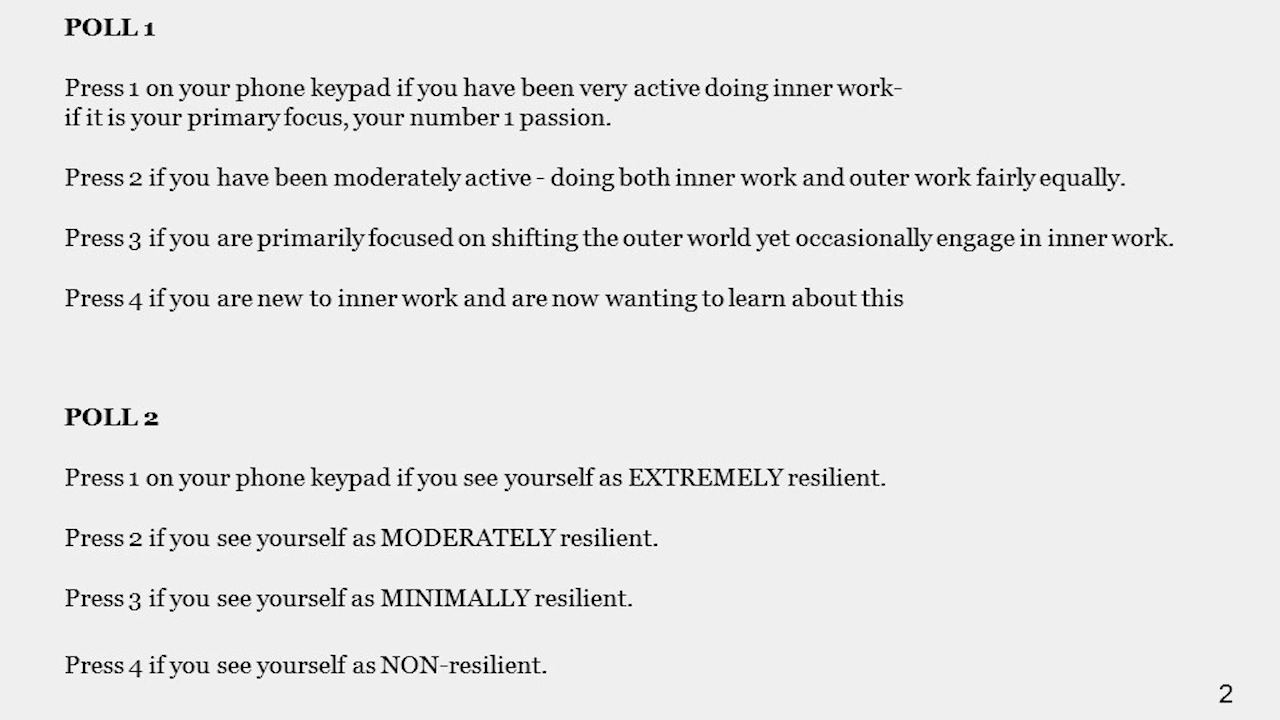 POLL 1
Press 1 on your phone keypad if you have been very active doing inner work-
if it is your primary focus, your number 1 passion.
Press 2 if you have been moderately active - doing both inner work and outer work fairly equally.
Press 3 if you are primarily focused on shifting the outer world yet occasionally engage in inner work.
Press 4 if you are new to inner work and are now wanting to learn about this
POLL 2
Press 1 on your phone keypad if you see yourself as EXTREMELY resilient.
Press 2 if you see yourself as MODERATELY resilient.
Press 3 if you see yourself as MINIMALLY resilient.
Press 4 if you see yourself as NON-resilient.
2